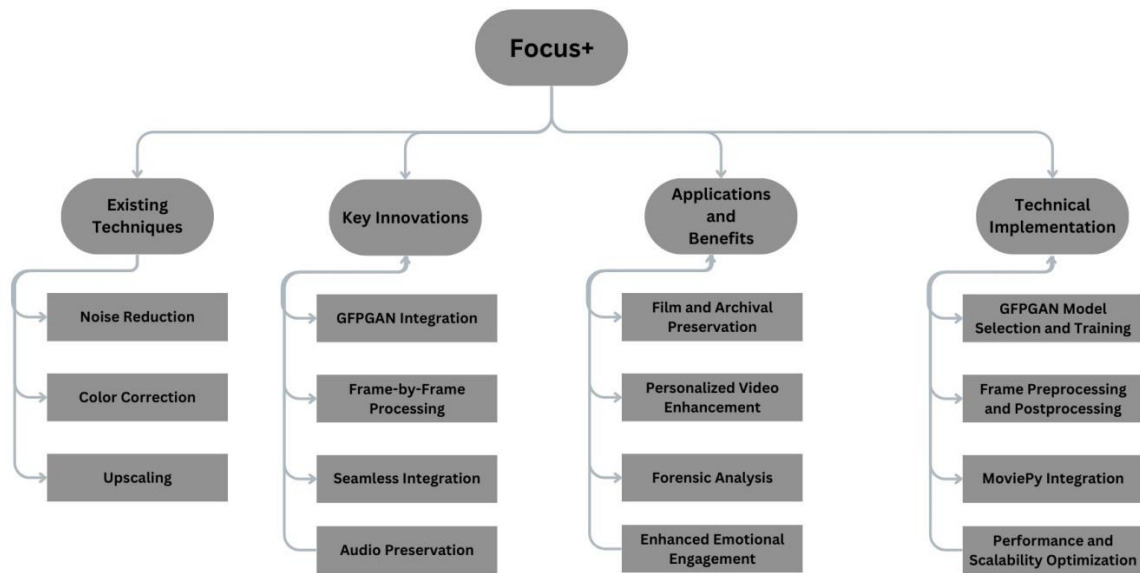 Focus+
Existing
Techniques
Key Innovations
Applications
and
Benefits
Technical
Implementation
Noise Reduction
Color Correction
Upscaling
GFPGAN Integration
Frame-by-Frame
Processing
Seamless Integration
Audio Preservation
Film and Archival
Preservation
Personalized Video
Enhancement
Forensic Analysis
Enhanced Emotional
Engagement
GFPGAN Model
Selection and Training
Frame Preprocessing
and Postprocessing
MoviePy Integration
Performance and
Scalability Optimization